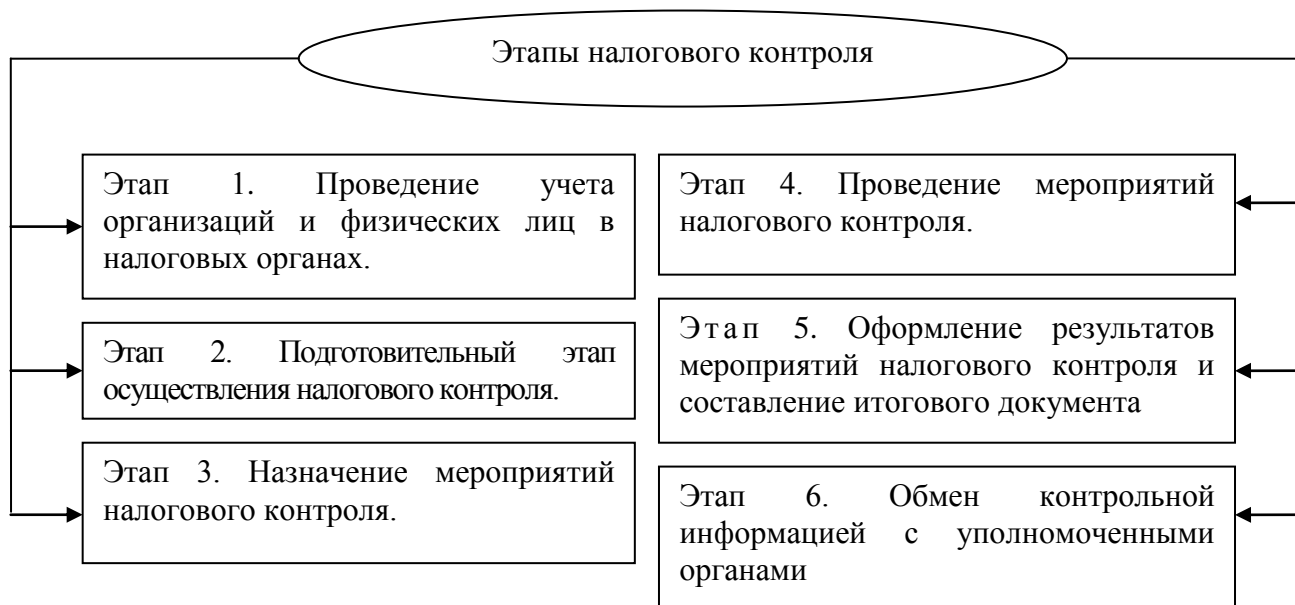 Этапы налогового контроля
Этап 1. Проведение учета
организаций и физических лиц в
налоговых органах.
Этап 2. Подготовительный этап
осуществления налогового контроля.
Этап 3. Назначение мероприятий
налогового контроля.
Этап 4. Проведение мероприятий
налогового контроля.
Этап 5. Оформление результатов
мероприятий налогового контроля и
составление итогового документа
Этап 6. Обмен контрольной
информацией с уполномоченными
органами